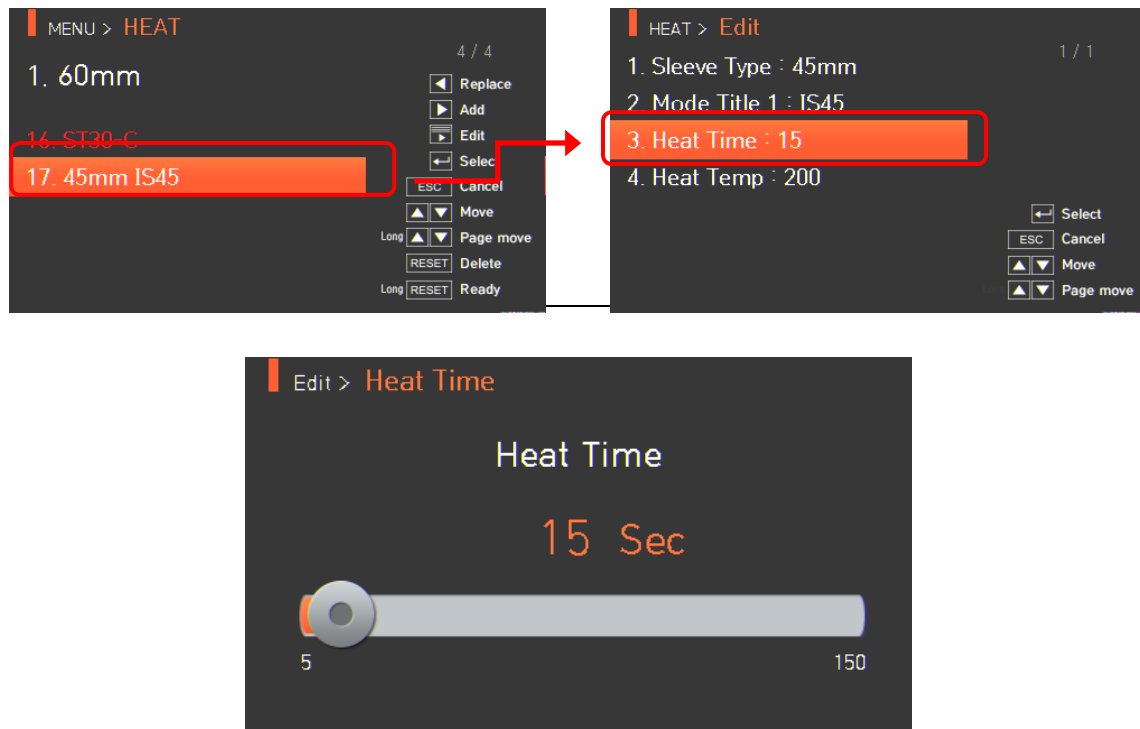 MENU > HEAT
4 / 4
1. 60mm
16. ST30-C
17. 45mm IS45
Replace
Add
Edit
Selec
ESC Cancel
Move
Long Page move
RESET Delete
Long RESET Ready
HEAT > Edit
1 / 1
1. Sleeve Type : 45mm
2. Mode Title 1 : IS45
3. Heat Time : 15
4. Heat Temp : 200
Select
ESC Cancel
Move
Page move
Edit > Heat Time
Heat Time
15 Sec
5 150